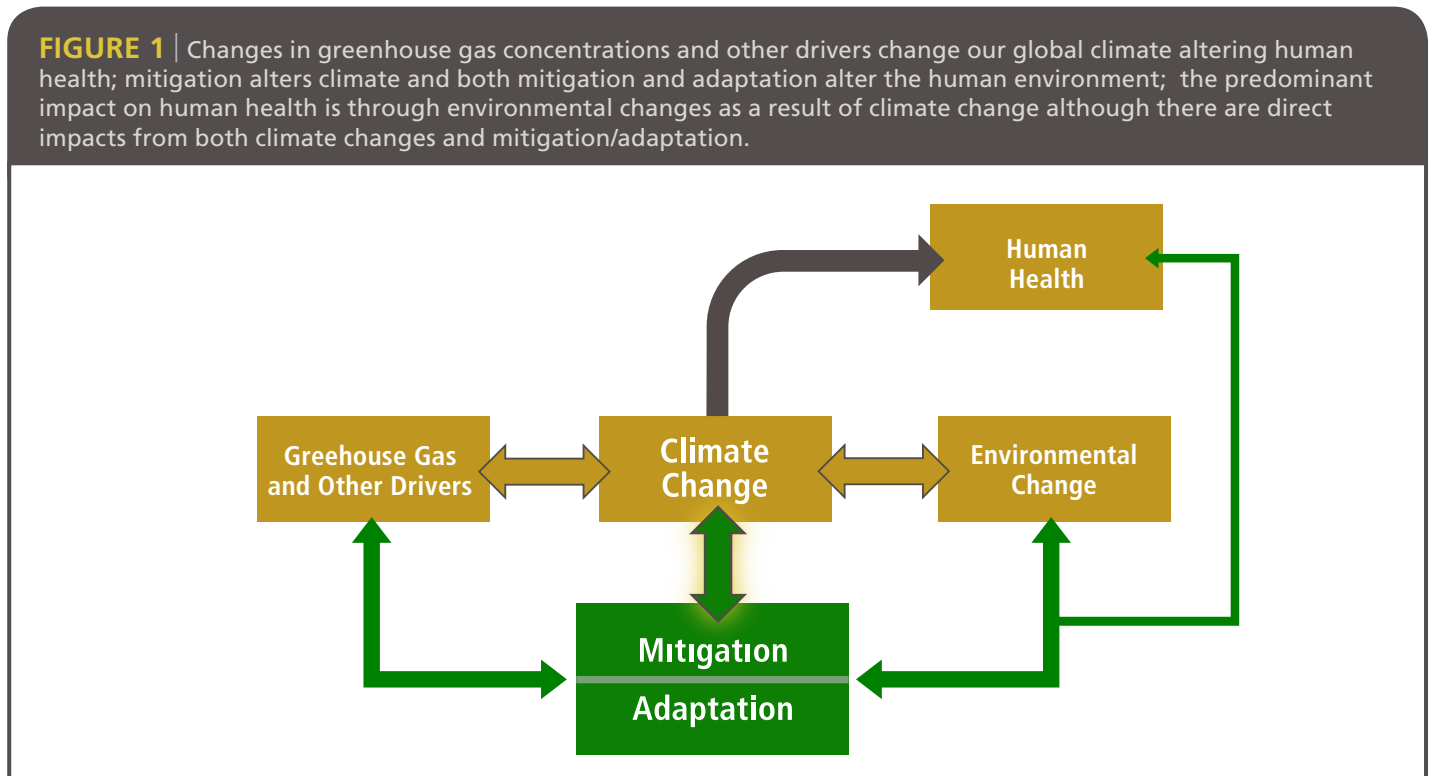 FIGURE 1 | Changes in greenhouse gas concentrations and other drivers change our global climate altering human
health; mitigation alters climate and both mitigation and adaptation alter the human environment; the predominant
impact on human health is through environmental changes as a result of climate change although there are direct
impacts from both climate changes and mitigation/adaptation.
Human
Health
Greehouse Gas
and Other Drivers
Climate
Change
Environmental
Change
Mitigation
Adaptation